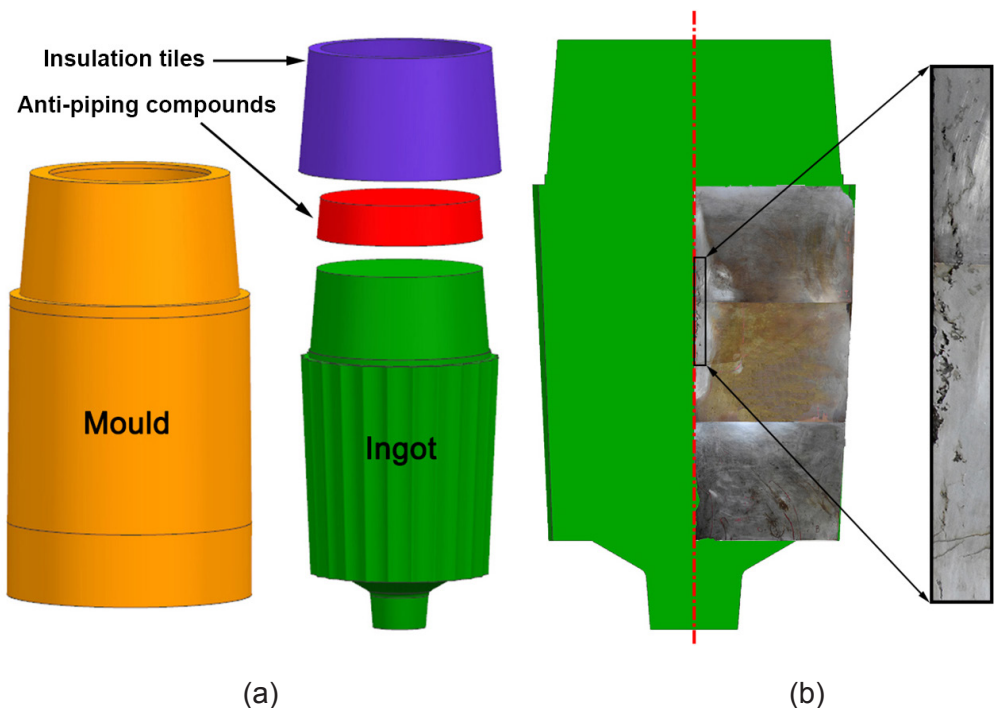 Insulation tiles
Anti-piping compounds
Mould
Ingot
(a)
(b)